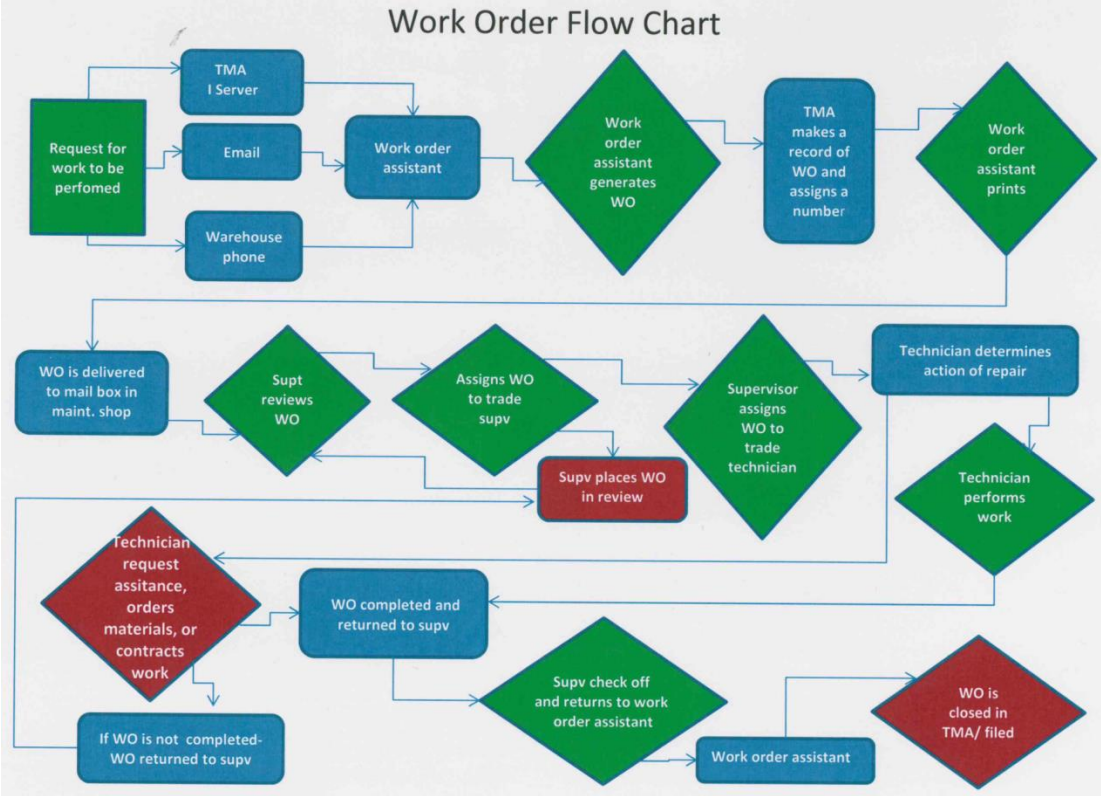 Work Order Flow Chart
TMA
I Server
Request for
work to be
perfomed
Email
Warehouse
phone
Work order
assistant
Work
order
assistant
generates
WO
TMA
makes a
record of
WO and
assigns a
number
Work
order
assistant
prints
WO is delivered
to mail box in
maint. shop
Supt
reviews
WO
Assigns WO
to trade
supv
Supv places WO
in review
Supervisor
assigns
WO to
trade
technician
Technician determines
action of repair
Technician
performs
work
Technician
request
assitance,
orders
materials, or
contracts
work
WO completed and
returned to supv
If WO is not completed-
WO returned to supv
Supv check off
and returns to work
order assistant
Work order assistant
WO is
closed in
TMA/ filed